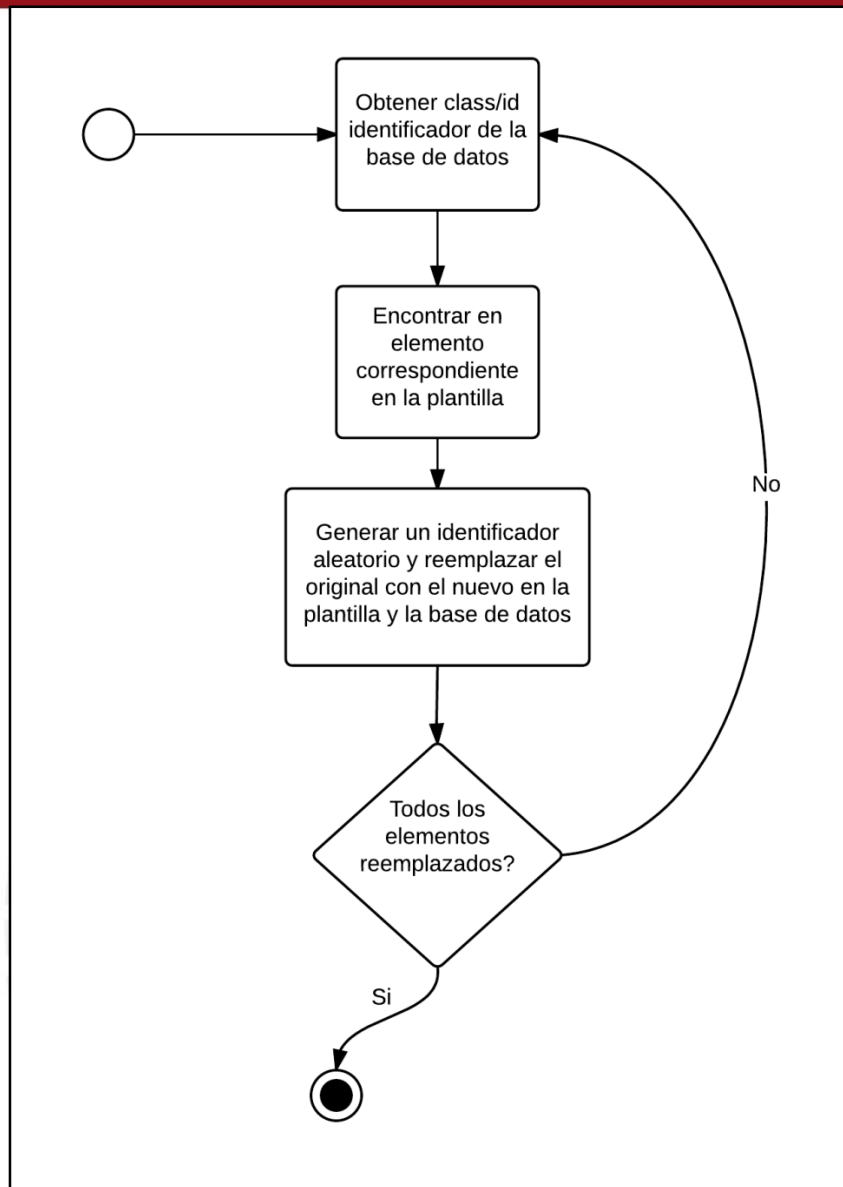 Obtener class/id
identificador de la
base de datos
Encontrar en
elemento
correspondiente
en la plantilla
No
Generar un identificador
aleatorio y reemplazar el
original con el nuevo en la
plantilla y la base de datos
Todos los
elementos
reemplazados?
Si